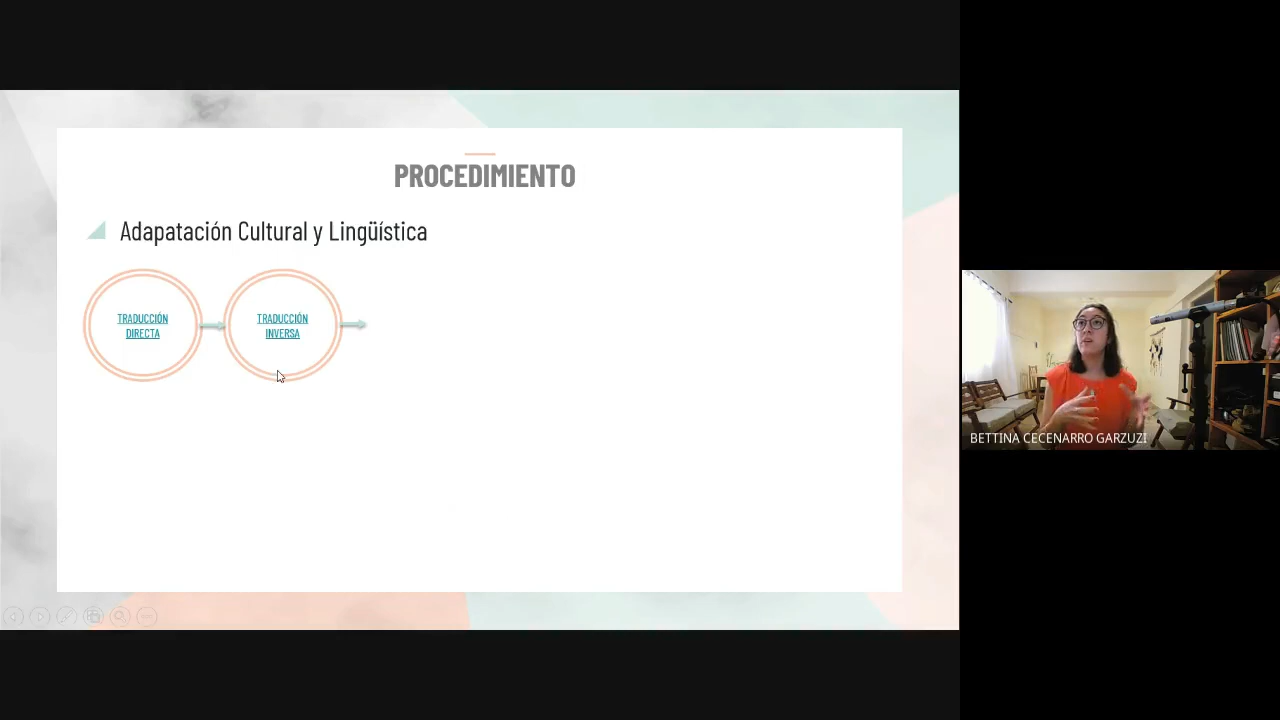 PROCEDIMIENTO
Adapatación Cultural y Lingüística
TRADUCCIÓN
DIRECTA
TRADUCCIÓN
INVERSA
BETTINA CECENARRO GARZUZI